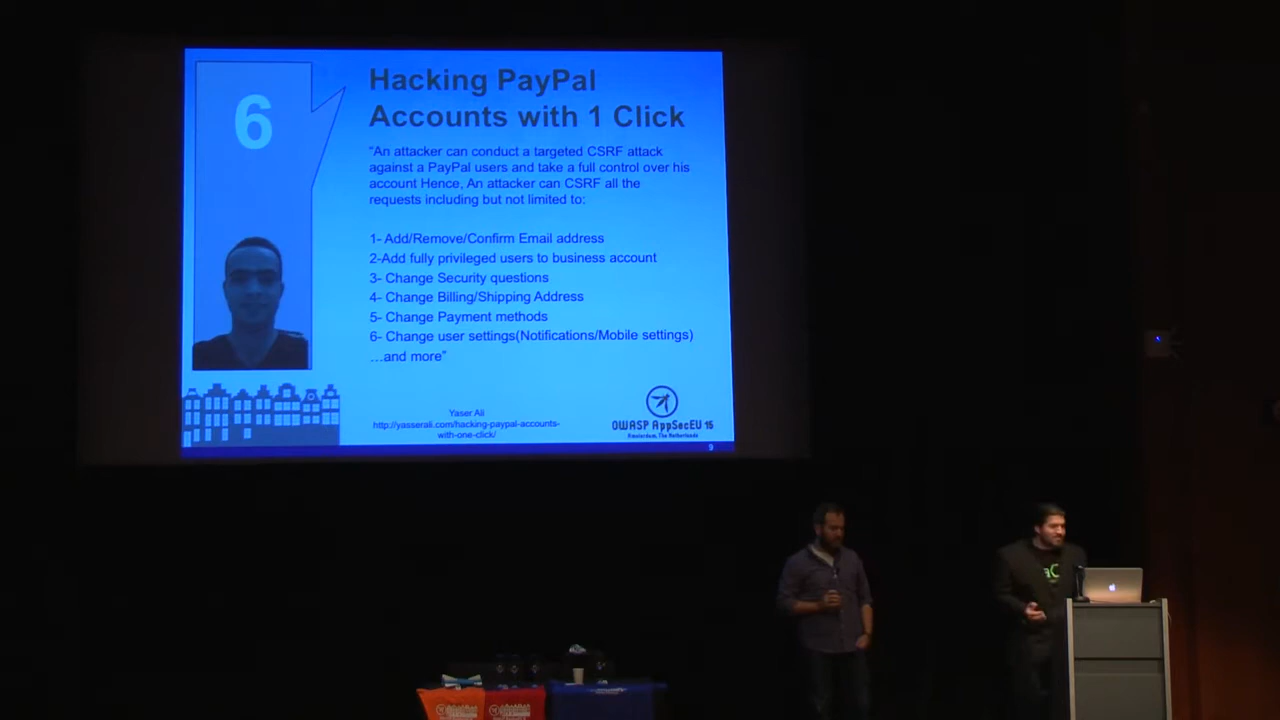 6
Hacking PayPal
Accounts with 1 Click
“An attacker can conduct a targeted CSRF attack
against a PayPal users and take a full control over his
account Hence, An attacker can CSRF all the
requests including but not limited to:
1- Add/Remove/Confirm Email address
2-Add fully privileged users to business account
3- Change Security questions
4- Change Billing/Shipping Address
5- Change Payment methods
6- Change user settings(Notifications/Mobile settings)
…and more”
Yaser Ali
http://yasserali.com/hacking-paypal-accounts-
with-one-click/
OWASP AppSecEU 15
Amsterdam, The Netherlands
9